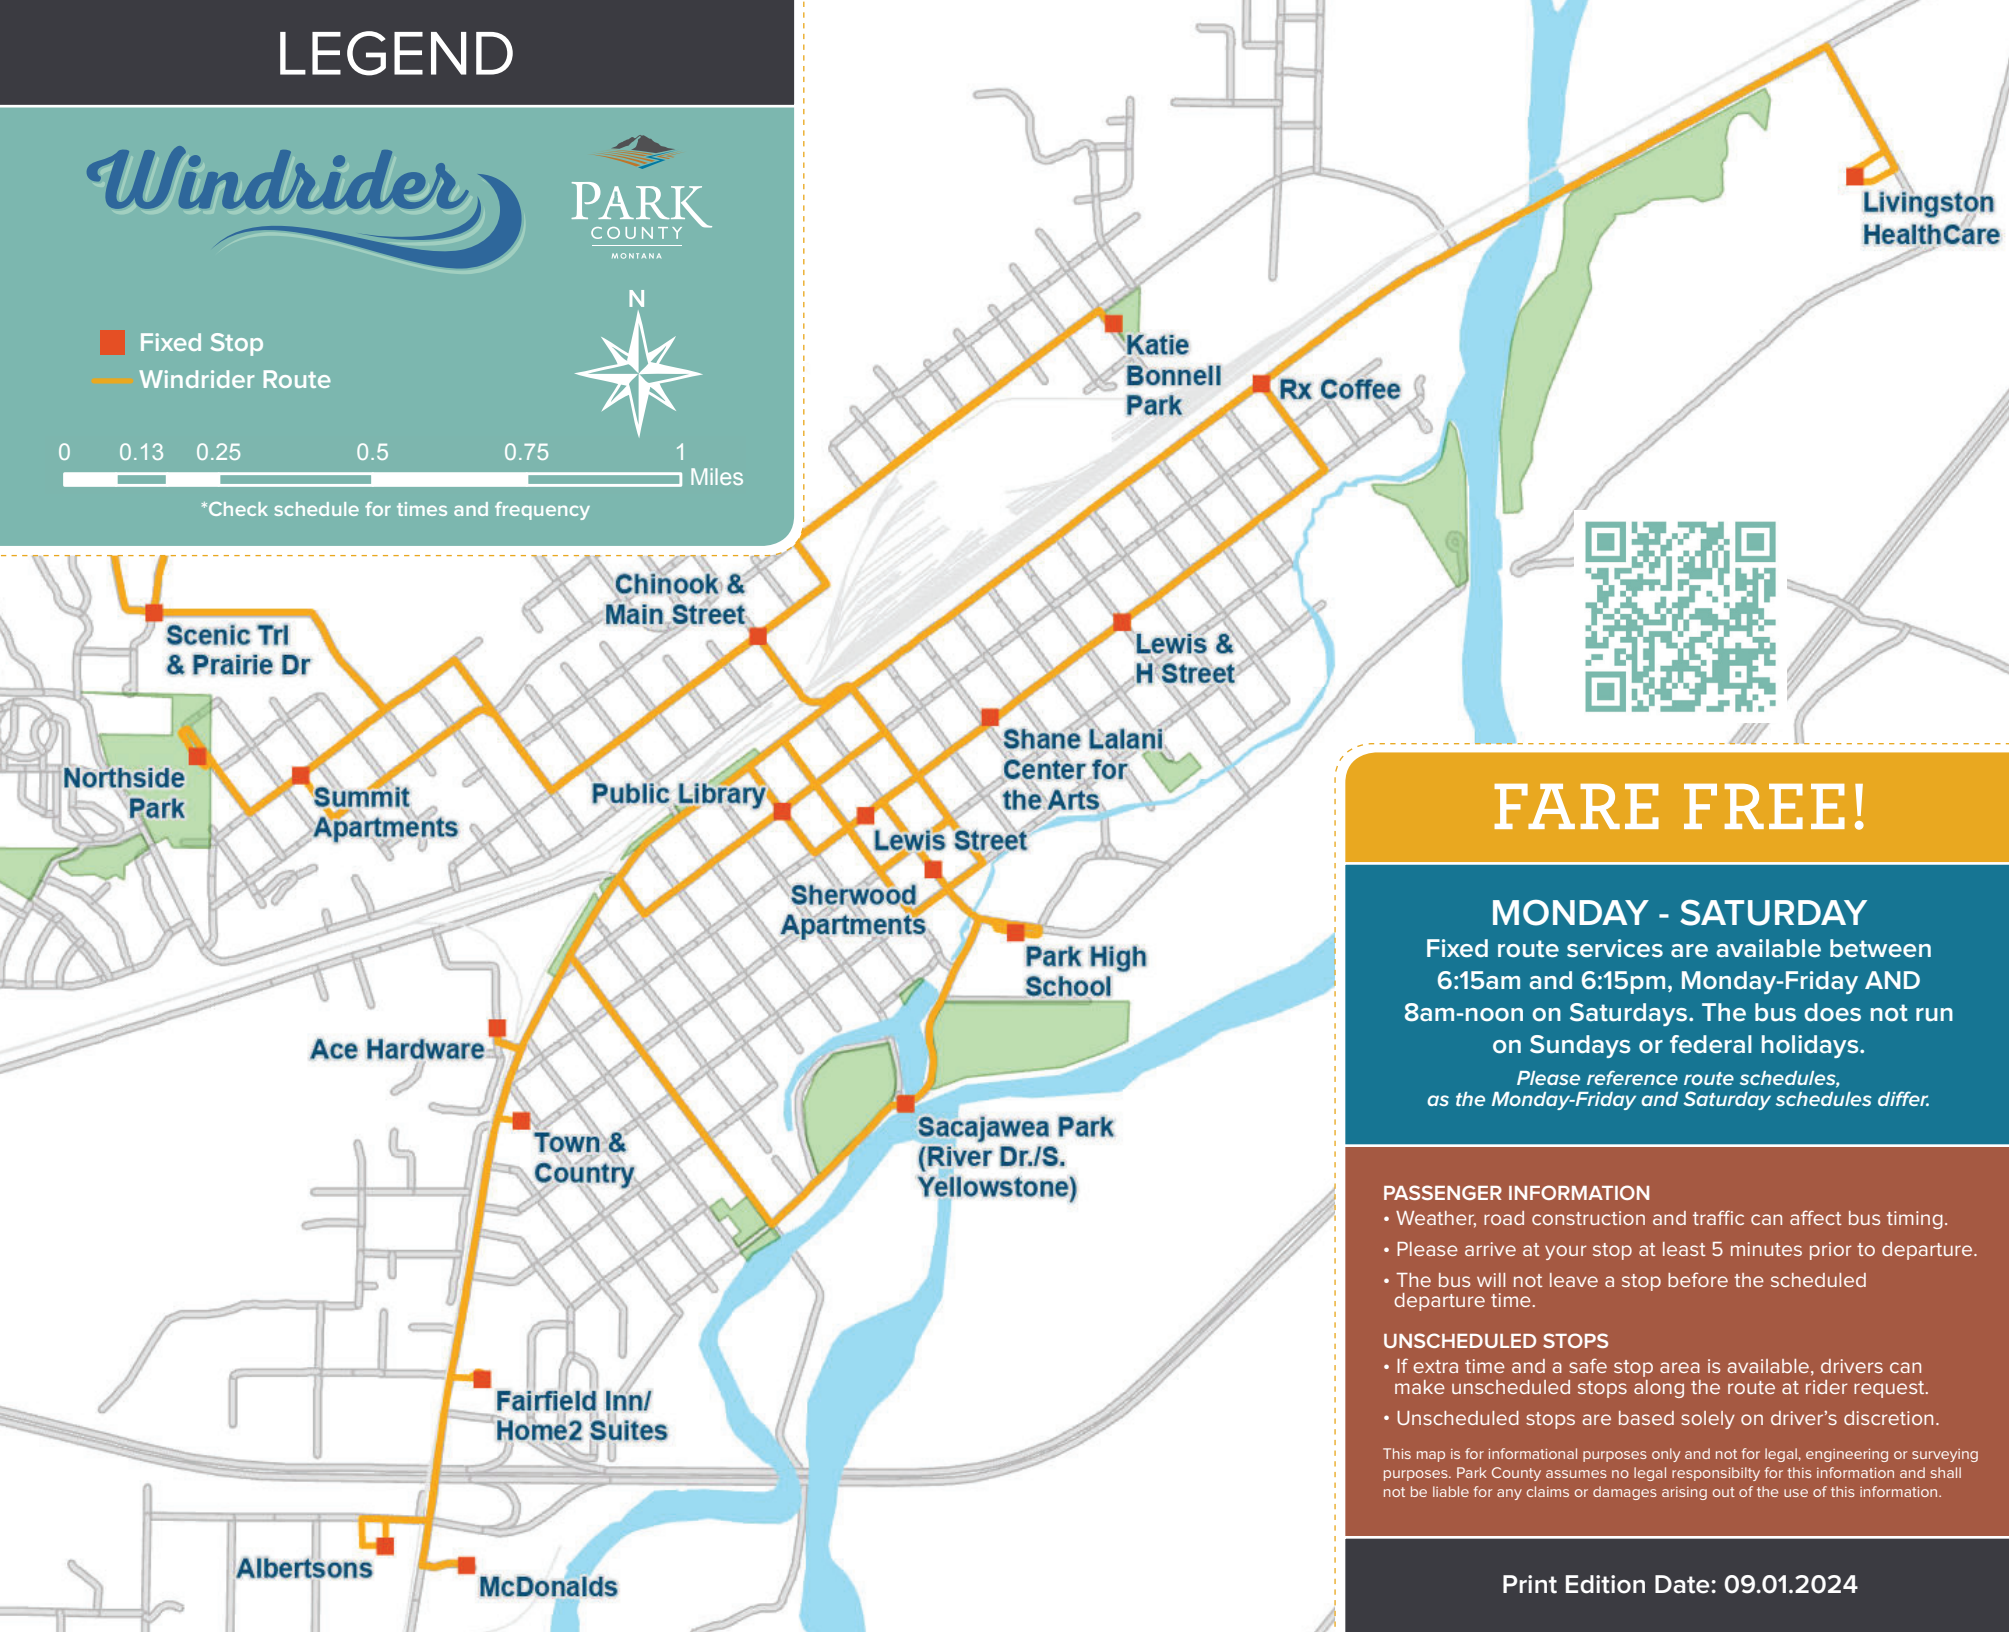 LEGEND
Windrider
PARK
COUNTY
MONTANA
N
Fixed Stop
Windrider Route
0 0.13 0.25 0.5 0.75 1
Miles
*Check schedule for times and frequency
Livingston
HealthCare
Katie
Bonnell
Park
Rx Coffee
Chinook &
Main Street
Scenic Trl
& Prairie Dr
Lewis &
H Street
Northside
Park
Summit
Apartments
Public Library
Shane Lalani
Center for
the Arts
Lewis Street
Sherwood
Apartments
Park High
School
Ace Hardware
Town &
Country
Sacajawea Park
(River Dr./S.
Yellowstone)
Fairfield Inn/
Home2 Suites
Albertsons
McDonalds
FARE FREE!
MONDAY - SATURDAY
Fixed route services are available between
6:15am and 6:15pm, Monday-Friday AND
8am-noon on Saturdays. The bus does not run
on Sundays or federal holidays.
Please reference route schedules,
as the Monday-Friday and Saturday schedules differ.
PASSENGER INFORMATION
• Weather, road construction and traffic can affect bus timing.
• Please arrive at your stop at least 5 minutes prior to departure.
• The bus will not leave a stop before the scheduled
departure time.
UNSCHEDULED STOPS
• If extra time and a safe stop area is available, drivers can
make unscheduled stops along the route at rider request.
• Unscheduled stops are based solely on driver's discretion.
This map is for informational purposes only and not for legal, engineering or surveying
purposes. Park County assumes no legal responsibilty for this information and shall
not be liable for any claims or damages arising out of the use of this information.
Print Edition Date: 09.01.2024